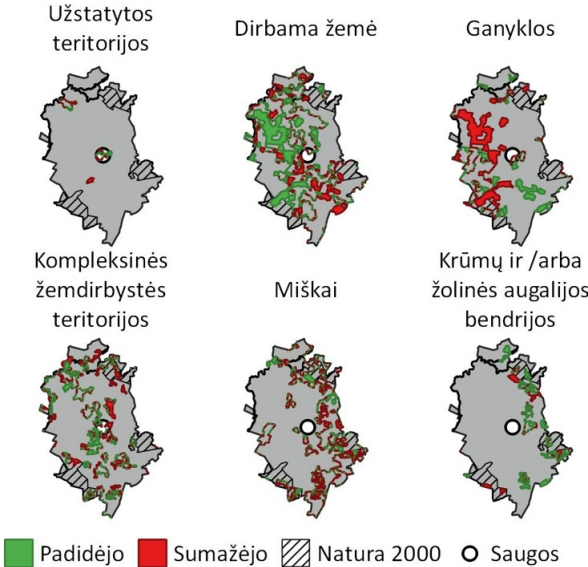 Užstatytos
teritorijos
Dirbama žemė
Ganyklos
Kompleksinės
žemdirbystės
teritorijos
Miškai
Krūmų ir /arba
žolinės augalijos
bendrijos
Padidėjo Sumažėjo Natura 2000 Saugos